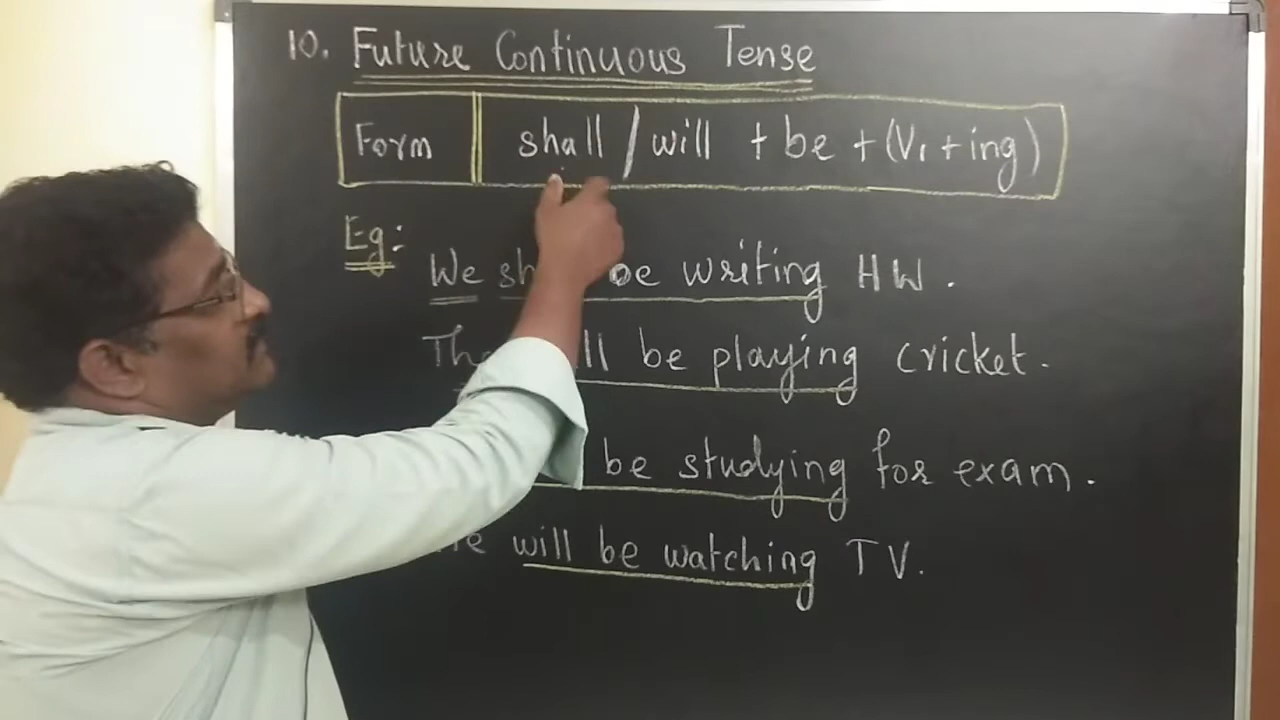 10. Future Continuous Tense
Form shall / will + be + (V₁ + ing)
Eg:
We be writing HW.
be playing cricket.
be studying for exam.
will be watching TV.